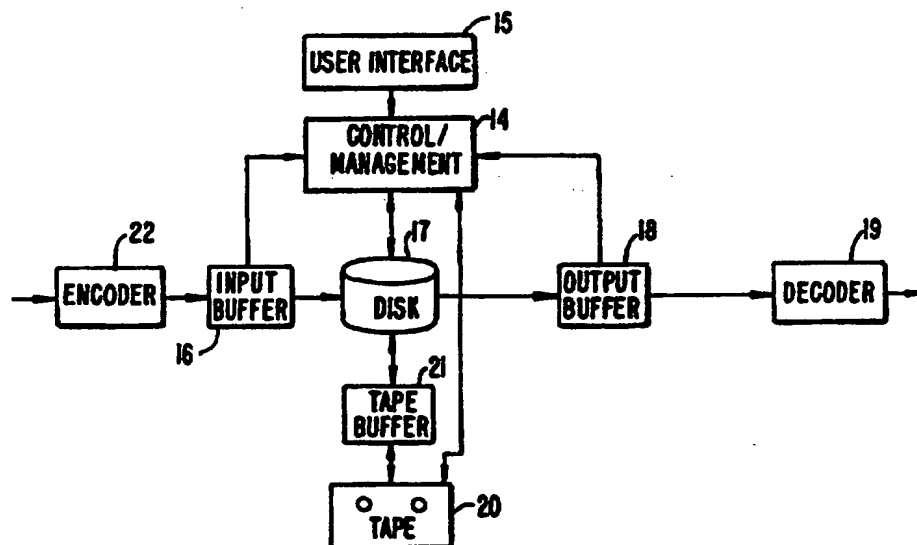 15
USER INTERFACE
14
CONTROL/
MANAGEMENT
22
ENCODER
INPUT
BUFFER
16
17
DISK
18
OUTPUT
BUFFER
19
DECODER
21
TAPE
BUFFER
TAPE
20